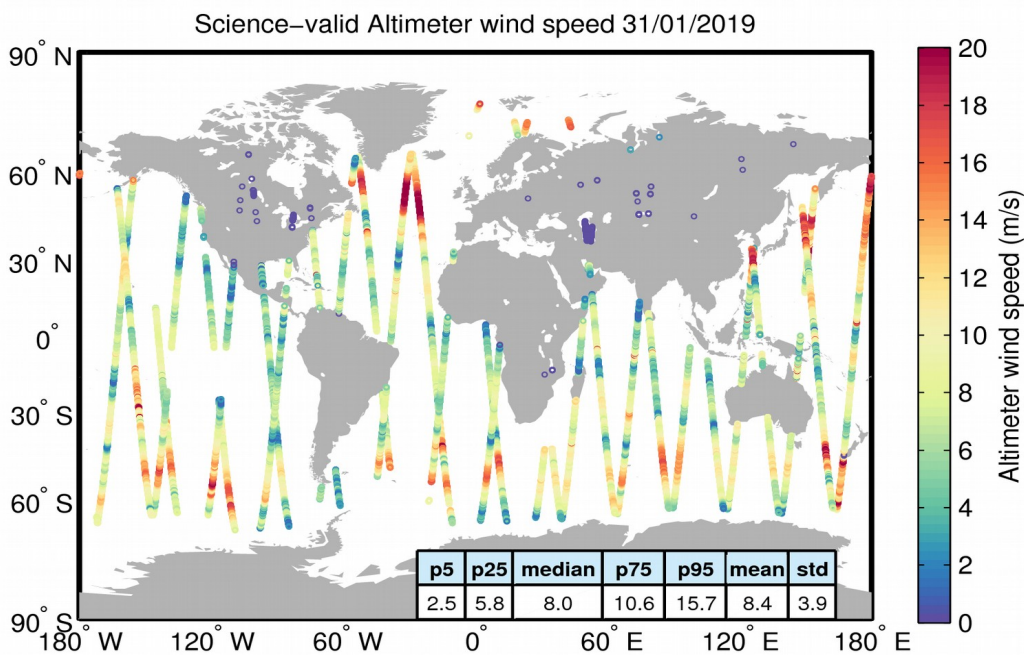 Science-valid Altimeter wind speed 31/01/2019
90° N
60° N
30° N
0°
30° S
60° S
90° S
180° W
120° W
60° W
0°
60° E
120° E
180° E
p5 p25 median p75 p95 mean std
2.5 5.8 8.0 10.6 15.7 8.4 3.9
20
18
16
14
12
10
8
6
4
2
0
Altimeter wind speed (m/s)